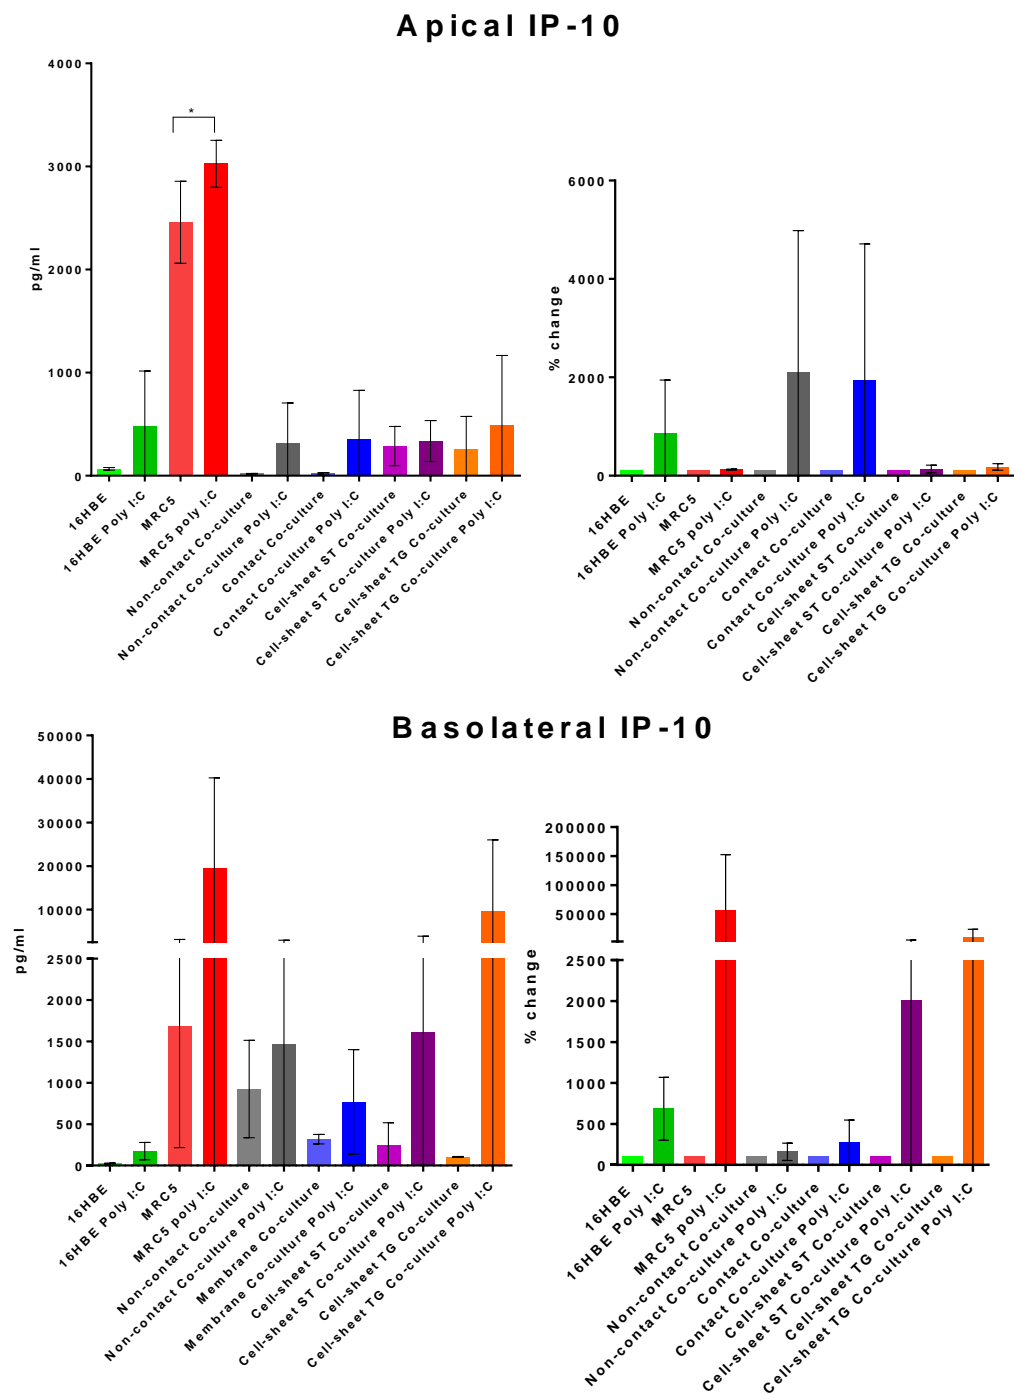 Apical IP-10
4000
3000
2000
1000
0
pg/ml
*
16HBE
16HBE Poly I:C
MRC5
MRC5 poly I:C
Non-contact Co-culture
Non-contact Co-culture Poly I:C
Contact Co-culture
Contact Co-culture Poly I:C
Cell-sheet ST Co-culture
Cell-sheet ST Co-culture Poly I:C
Cell-sheet TG Co-culture
Cell-sheet TG Co-culture Poly I:C
6000
4000
2000
0
% change
16HBE
16HBE Poly I:C
MRC5
MRC5 poly I:C
Non-contact Co-culture
Non-contact Co-culture Poly I:C
Contact Co-culture
Contact Co-culture Poly I:C
Cell-sheet ST Co-culture
Cell-sheet ST Co-culture Poly I:C
Cell-sheet TG Co-culture
Cell-sheet TG Co-culture Poly I:C
Basolateral IP-10
50000
40000
30000
20000
10000
2500
2000
1500
1000
500
0
pg/ml
16HBE
16HBE Poly I:C
MRC5
MRC5 poly I:C
Non-contact Co-culture
Non-contact Co-culture Poly I:C
Membrane Co-culture
Membrane Co-culture Poly I:C
Cell-sheet ST Co-culture
Cell-sheet ST Co-culture Poly I:C
Cell-sheet TG Co-culture
Cell-sheet TG Co-culture Poly I:C
200000
150000
100000
50000
2500
2000
1500
1000
500
0
% change
16HBE
16HBE Poly I:C
MRC5
MRC5 poly I:C
Non-contact Co-culture
Non-contact Co-culture Poly I:C
Contact Co-culture
Contact Co-culture Poly I:C
Cell-sheet ST Co-culture
Cell-sheet ST Co-culture Poly I:C
Cell-sheet TG Co-culture
Cell-sheet TG Co-culture Poly I:C